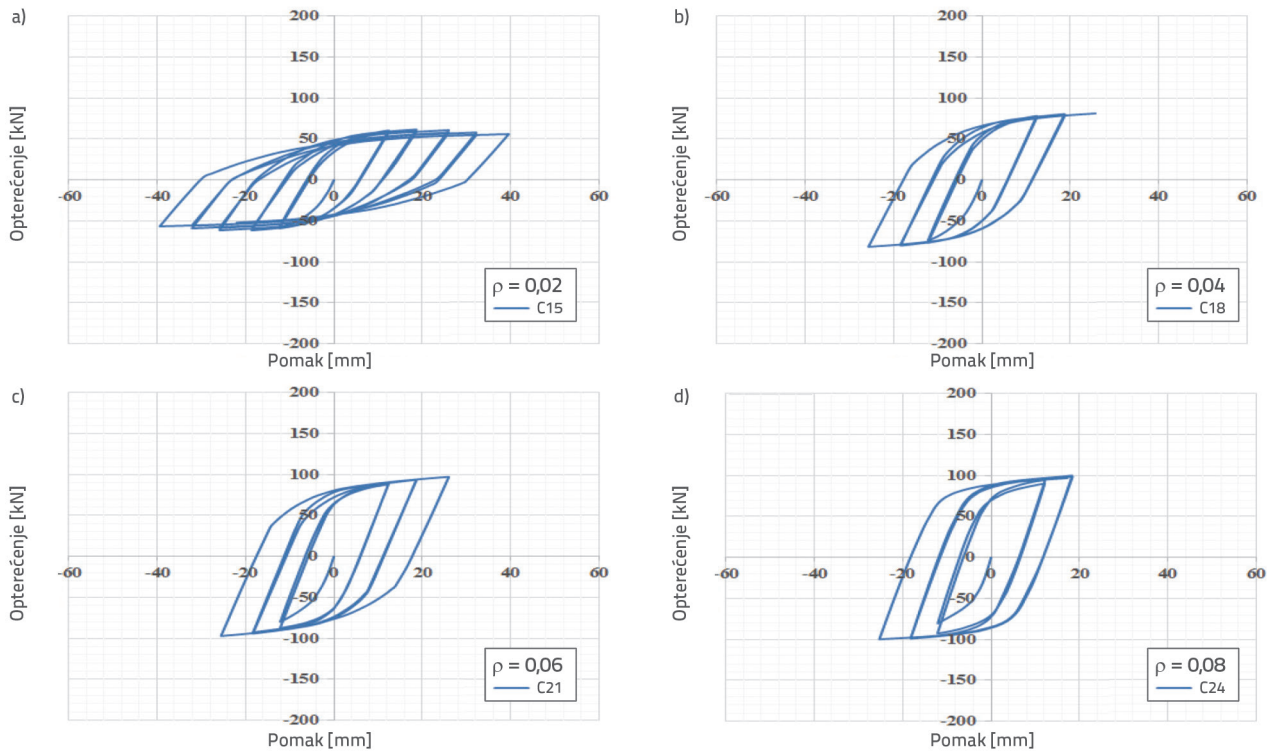 a)
Opterećenje [kN]
200
150
100
50
0
-50
-100
-150
-200
-60 -40 -20 0 20 40 60
ρ = 0,02
C15
Pomak [mm]
b)
Opterećenje [kN]
200
150
100
50
0
-50
-100
-150
-200
-60 -40 -20 0 20 40 60
ρ = 0,04
C18
Pomak [mm]
c)
Opterećenje [kN]
200
150
100
50
0
-50
-100
-150
-200
-60 -40 -20 0 20 40 60
ρ = 0,06
C21
Pomak [mm]
d)
Opterećenje [kN]
200
150
100
50
0
-50
-100
-150
-200
-60 -40 -20 0 20 40 60
ρ = 0,08
C24
Pomak [mm]